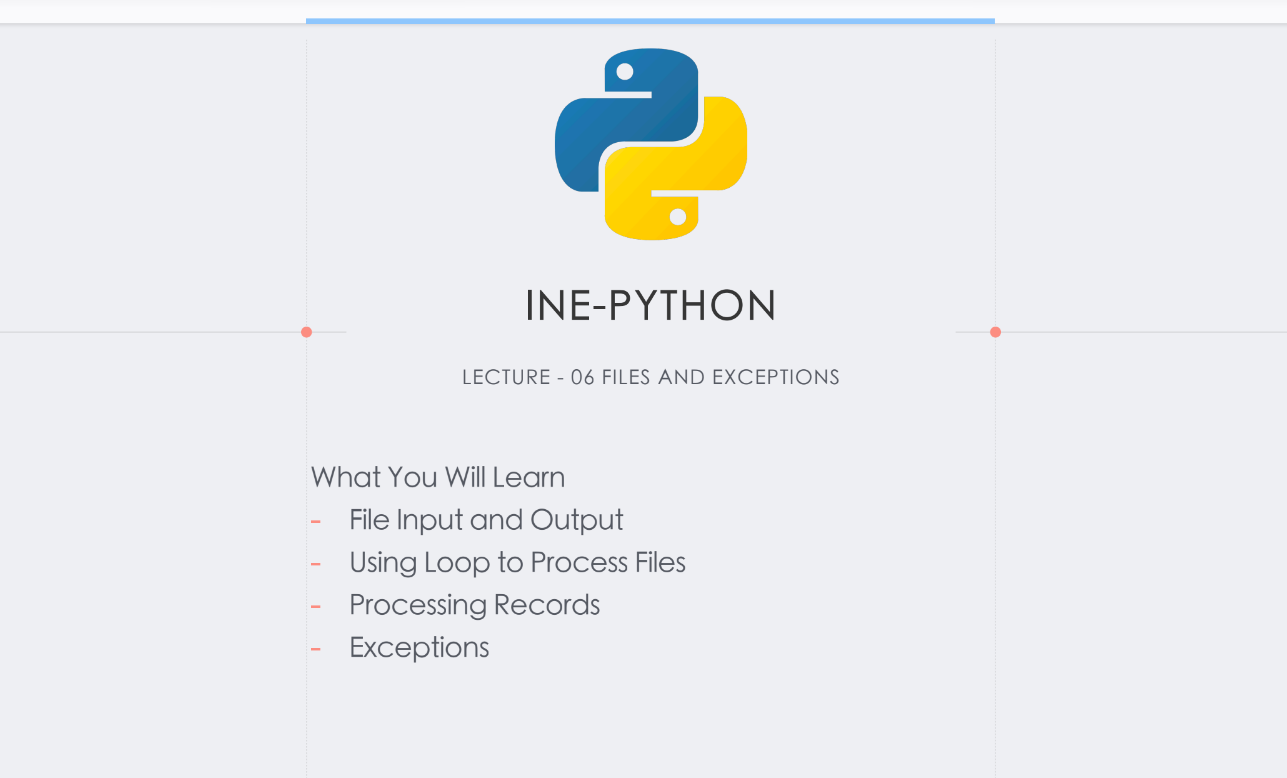 INE-PYTHON
LECTURE - 06 FILES AND EXCEPTIONS
What You Will Learn
- File Input and Output
- Using Loop to Process Files
- Processing Records
- Exceptions